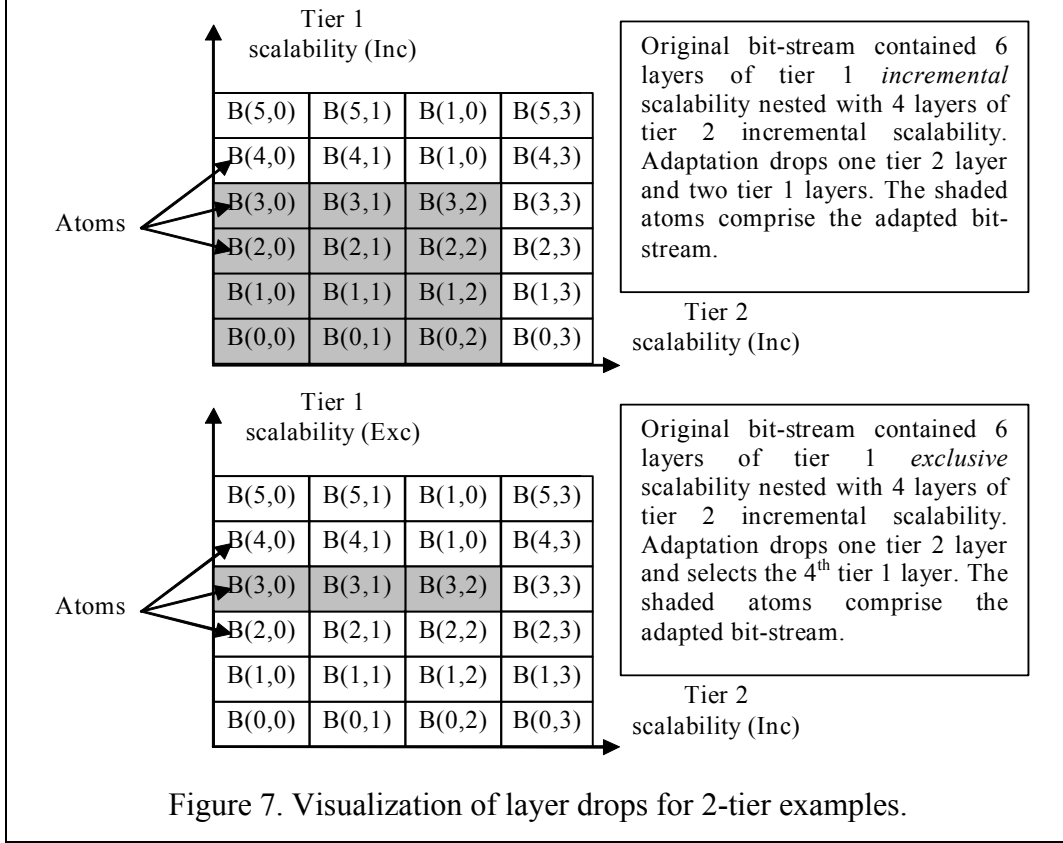 Tier 1
scalability (Inc)
B(5,0) B(5,1) B(1,0) B(5,3)
B(4,0) B(4,1) B(1,0) B(4,3)
B(3,0) B(3,1) B(3,2) B(3,3)
Atoms
B(2,0) B(2,1) B(2,2) B(2,3)
B(1,0) B(1,1) B(1,2) B(1,3)
B(0,0) B(0,1) B(0,2) B(0,3)
Tier 2
scalability (Inc)
Original bit-stream contained 6
layers of tier 1 incremental
scalability nested with 4 layers of
tier 2 incremental scalability.
Adaptation drops one tier 2 layer
and two tier 1 layers. The shaded
atoms comprise the adapted bit-
stream.
Tier 1
scalability (Exc)
B(5,0) B(5,1) B(1,0) B(5,3)
B(4,0) B(4,1) B(1,0) B(4,3)
B(3,0) B(3,1) B(3,2) B(3,3)
Atoms
B(2,0) B(2,1) B(2,2) B(2,3)
B(1,0) B(1,1) B(1,2) B(1,3)
B(0,0) B(0,1) B(0,2) B(0,3)
Tier 2
scalability (Inc)
Original bit-stream contained 6
layers of tier 1 exclusive
scalability nested with 4 layers of
tier 2 incremental scalability.
Adaptation drops one tier 2 layer
and selects the 4th tier 1 layer. The
shaded atoms comprise the
adapted bit-stream.
Figure 7. Visualization of layer drops for 2-tier examples.